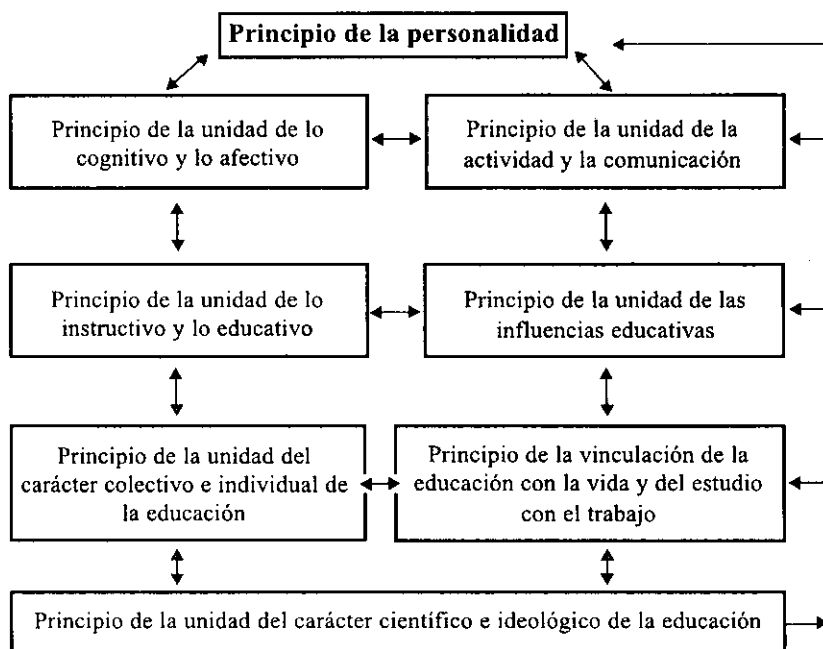 Principio de la personalidad
Principio de la unidad de lo
cognitivo y lo afectivo
Principio de la unidad de la
actividad y la comunicación
Principio de la unidad de lo
instructivo y lo educativo
Principio de la unidad de las
influencias educativas
Principio de la unidad del
carácter colectivo e individual de
la educación
Principio de la vinculación de la
educación con la vida y del estudio
con el trabajo
Principio de la unidad del carácter científico e ideológico de la educación